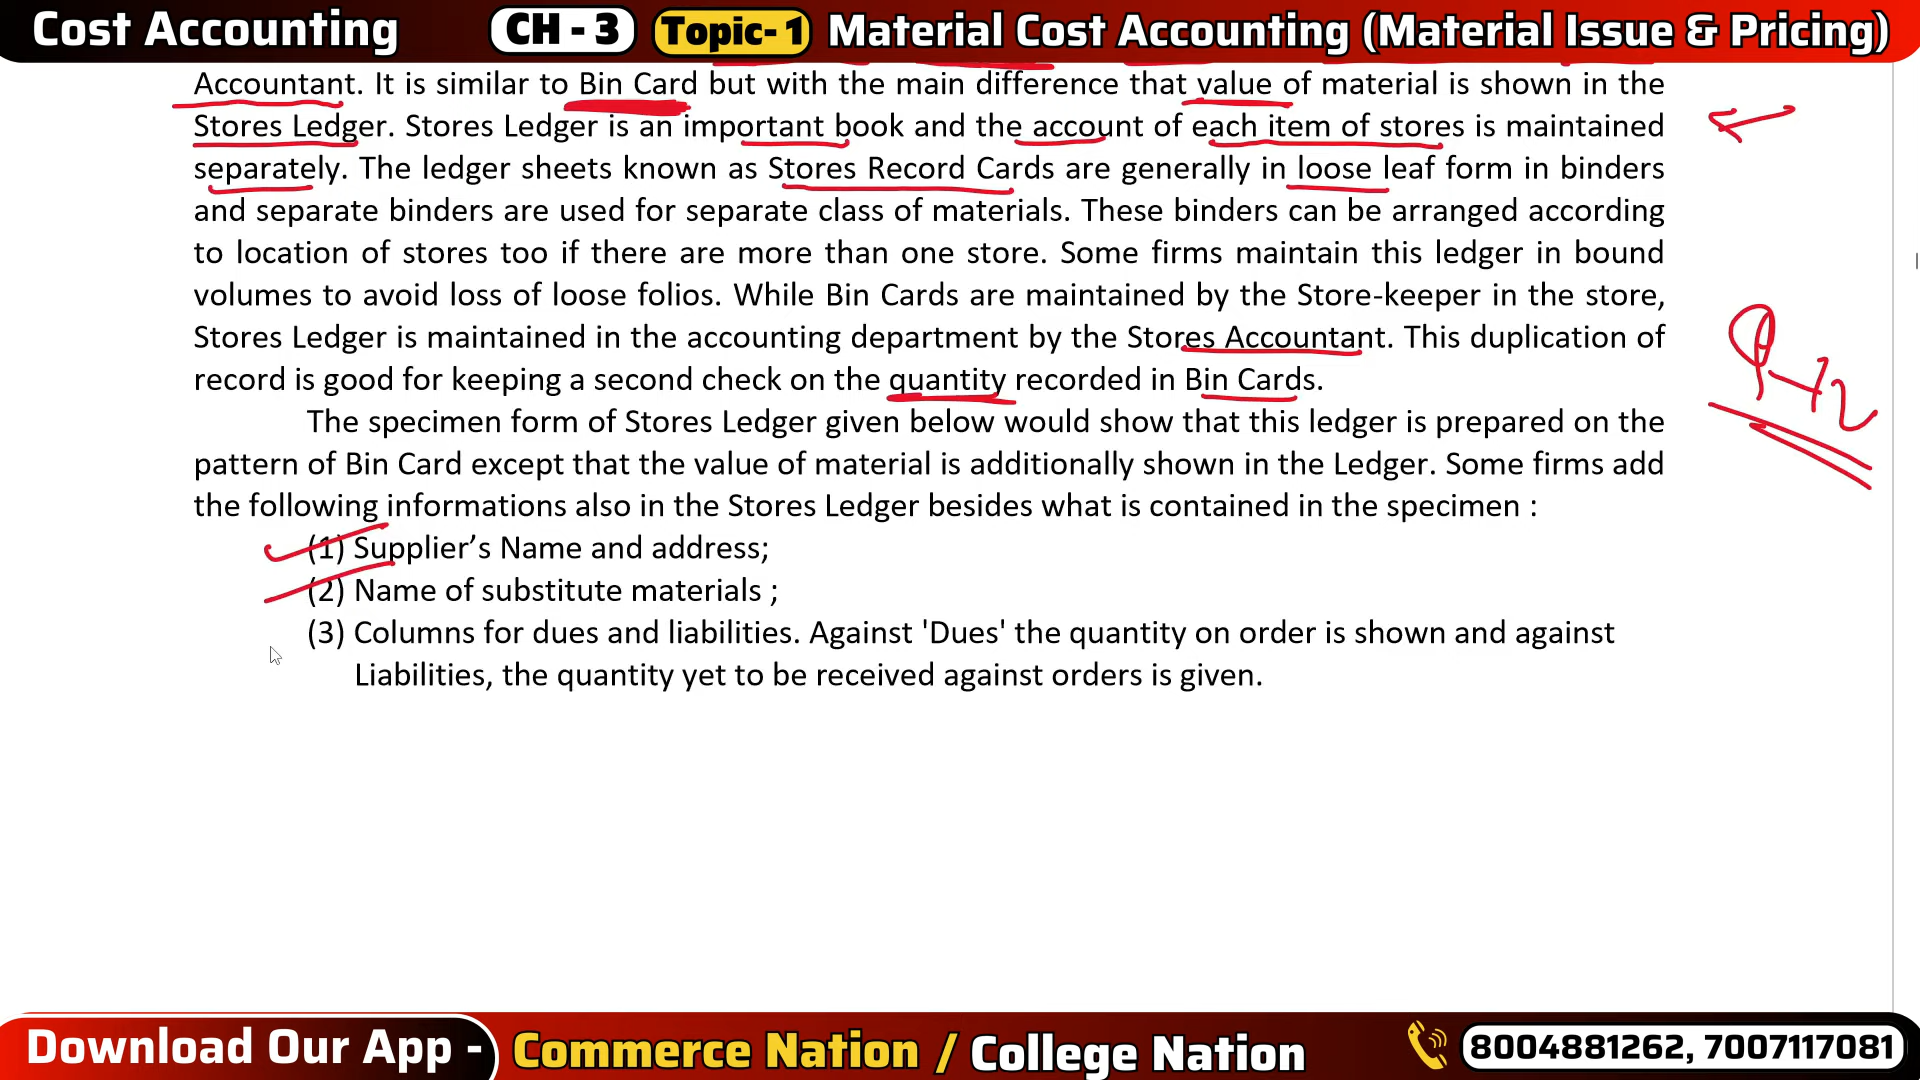 Cost Accounting CH - 3 Topic- 1 Material Cost Accounting (Material Issue & Pricing)
Accountant. It is similar to Bin Card but with the main difference that value of material is shown in the
Stores Ledger. Stores Ledger is an important book and the account of each item of stores is maintained
separately. The ledger sheets known as Stores Record Cards are generally in loose leaf form in binders
and separate binders are used for separate class of materials. These binders can be arranged according
to location of stores too if there are more than one store. Some firms maintain this ledger in bound
volumes to avoid loss of loose folios. While Bin Cards are maintained by the Store-keeper in the store,
Stores Ledger is maintained in the accounting department by the Stores Accountant. This duplication of
record is good for keeping a second check on the quantity recorded in Bin Cards.
The specimen form of Stores Ledger given below would show that this ledger is prepared on the
pattern of Bin Card except that the value of material is additionally shown in the Ledger. Some firms add
the following informations also in the Stores Ledger besides what is contained in the specimen :
(1) Supplier’s Name and address;
(2) Name of substitute materials ;
(3) Columns for dues and liabilities. Against 'Dues' the quantity on order is shown and against
Liabilities, the quantity yet to be received against orders is given.
Download Our App - Commerce Nation / College Nation 8004881262, 7007117081